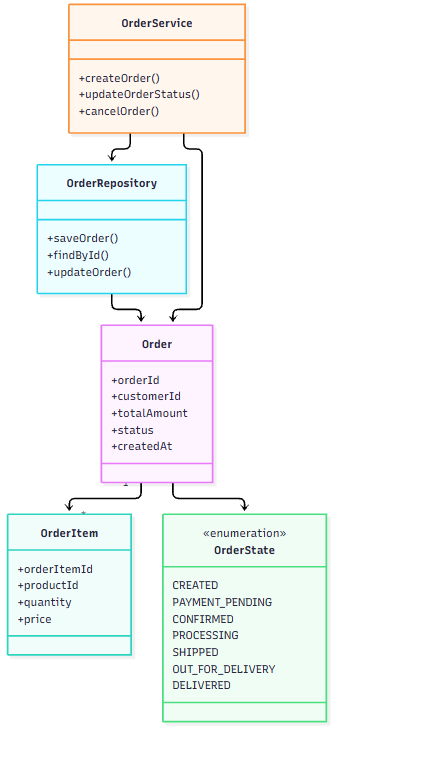 OrderService
+createOrder()
+updateOrderStatus()
+cancelOrder()
OrderRepository
+saveOrder()
+findById()
+updateOrder()
Order
+orderId
+customerId
+totalAmount
+status
+createdAt
1
*
OrderItem
+orderItemId
+productId
+quantity
+price
«enumeration»
OrderState
CREATED
PAYMENT_PENDING
CONFIRMED
PROCESSING
SHIPPED
OUT_FOR_DELIVERY
DELIVERED